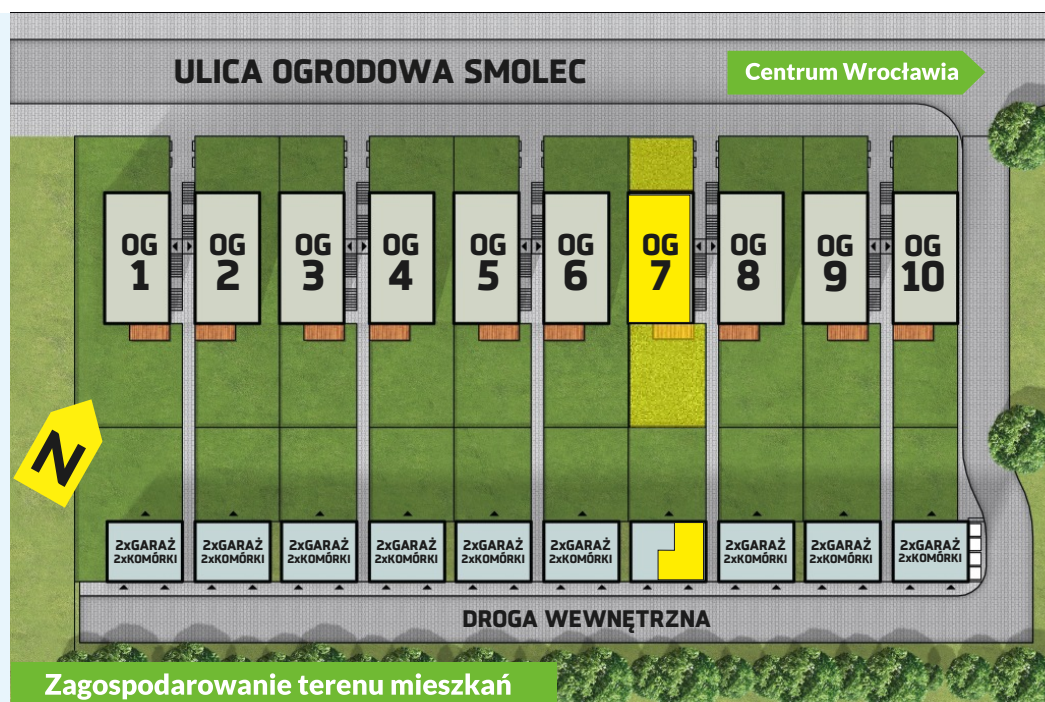 ULICA OGRODOWA SMOLEC
Centrum Wrocławia
OG
1
OG
2
OG
3
OG
4
OG
5
OG
6
OG
7
OG
8
OG
9
OG
10
N
2xGARAŻ
2xKOMÓRKI
2xGARAŻ
2xKOMÓRKI
2xGARAŻ
2xKOMÓRKI
2xGARAŻ
2xKOMÓRKI
2xGARAŻ
2xKOMÓRKI
2xGARAŻ
2xKOMÓRKI
2xGARAŻ
2xKOMÓRKI
2xGARAŻ
2xKOMÓRKI
2xGARAŻ
2xKOMÓRKI
DROGA WEWNĘTRZNA
Zagospodarowanie terenu mieszkań